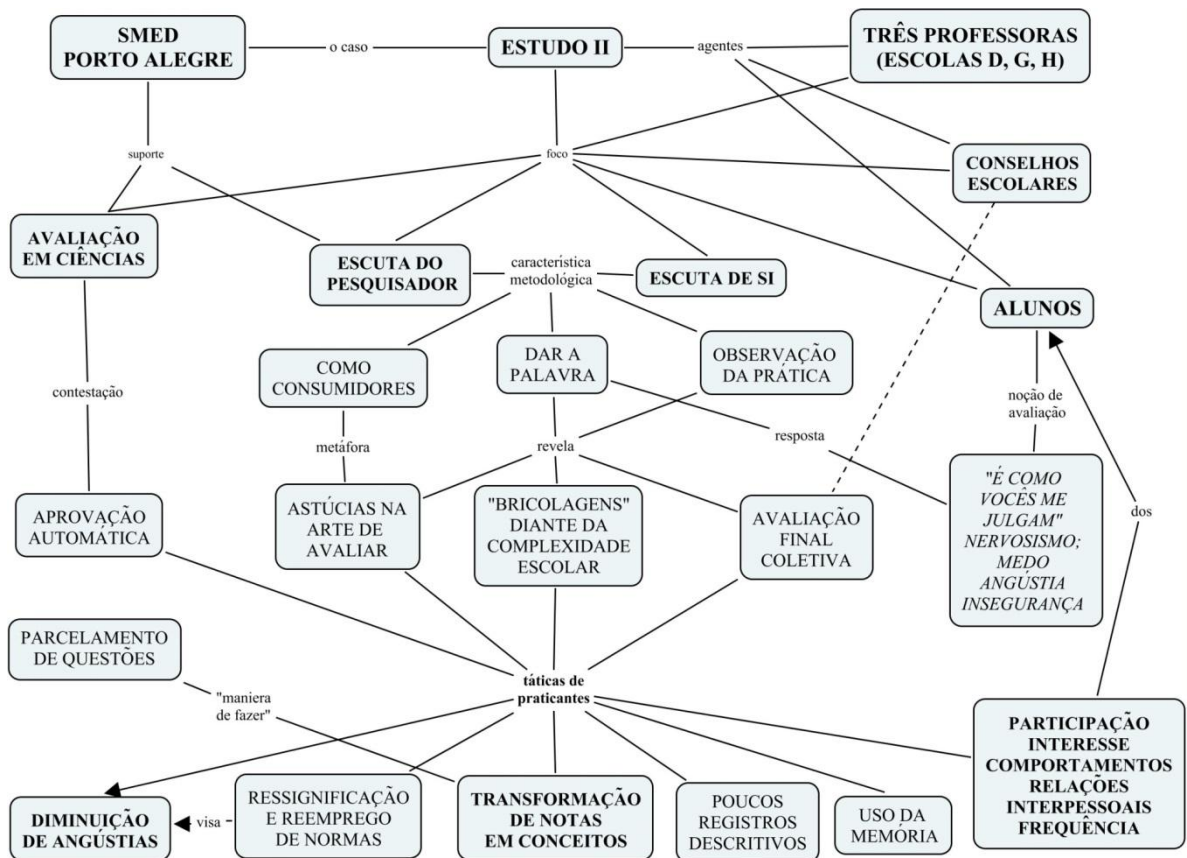 SMED
PORTO ALEGRE
o caso
ESTUDO II
agentes
TRÊS PROFESSORAS
(ESCOLAS D, G, H)
suporte
foco
CONSELHOS
ESCOLARES
AVALIAÇÃO
EM CIÊNCIAS
ESCUTA DO
PESQUISADOR
característica
metodológica
ESCUTA DE SI
ALUNOS
COMO
CONSUMIDORES
DAR A
PALAVRA
OBSERVAÇÃO
DA PRÁTICA
contestação
noção de
avaliação
metáfora
revela
resposta
APROVAÇÃO
AUTOMÁTICA
ASTÚCIAS NA
ARTE DE
AVALIAR
"BRICOLAGENS"
DIANTE DA
COMPLEXIDADE
ESCOLAR
AVALIAÇÃO
FINAL
COLETIVA
"É COMO
VOCÊS ME
JULGAM"
NERVOSISMO;
MEDO
ANGÚSTIA
INSEGURANÇA
dos
PARCELAMENTO
DE QUESTÕES
"maniera
de fazer"
táticas de
praticantes
PARTICIPAÇÃO
INTERESSE
COMPORTAMENTOS
RELAÇÕES
INTERPESSOAIS
FREQUÊNCIA
DIMINUIÇÃO
DE ANGÚSTIAS
visa
RESSIGNIFICAÇÃO
E REEMPREGO
DE NORMAS
TRANSFORMAÇÃO
DE NOTAS
EM CONCEITOS
POUCOS
REGISTROS
DESCRITIVOS
USO DA
MEMÓRIA